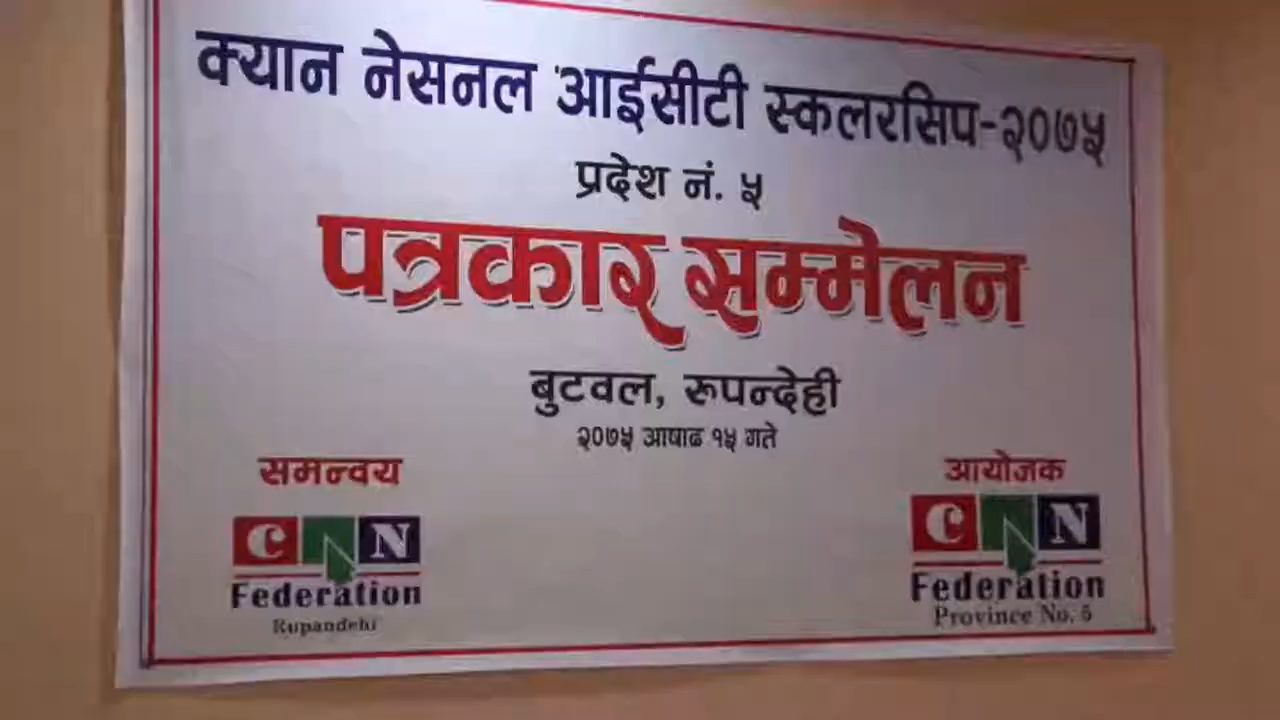 क्यान नेसनल आईसीटी स्कलरसिप-२०७५
प्रदेश नं. ५
पत्रकार सम्मेलन
बुटवल, रूपन्देही
२०७५ आषाढ १५ गते
समन्वय
CAN
Federation
Rupandehi
आयोजक
CAN
Federation
Province No. 5